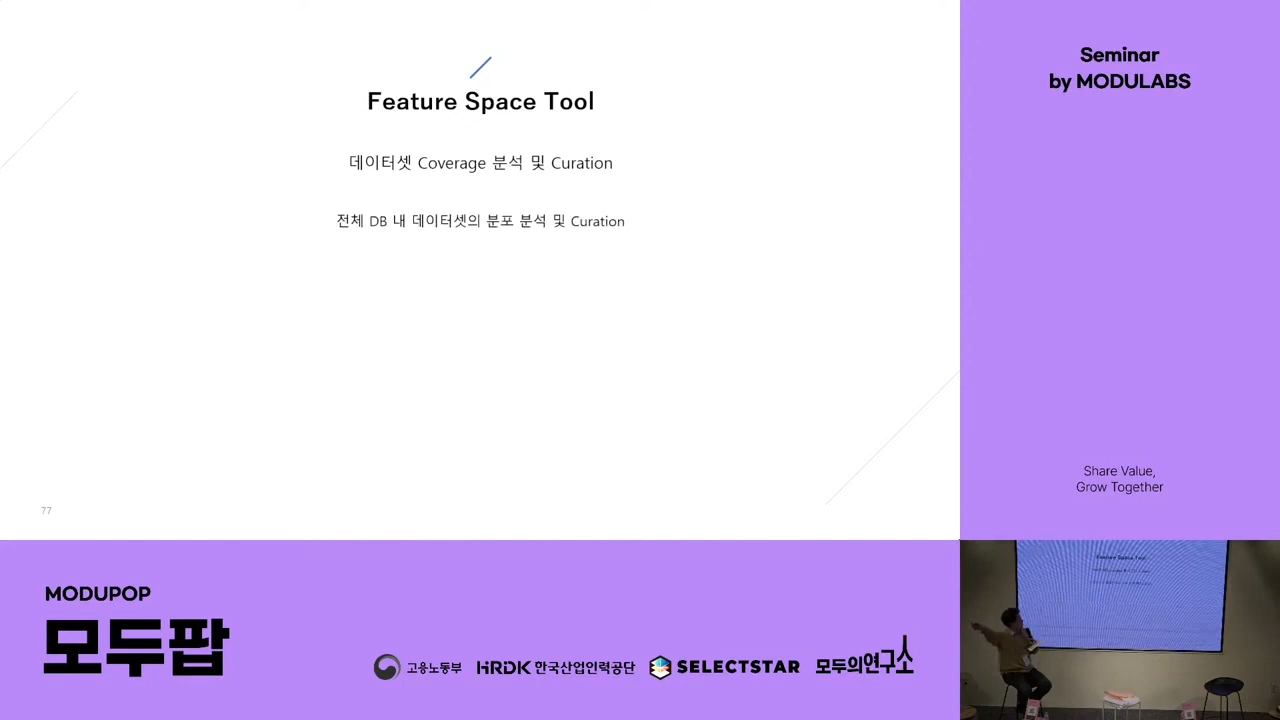 Feature Space Tool
데이터셋 Coverage 분석 및 Curation
전체 DB 내 데이터셋의 분포 분석 및 Curation
77
Seminar
by MODULABS
Share Value,
Grow Together
MODUPOP
모두팝
고용노동부
HRDK 한국산업인력공단
SELECTSTAR
모두의연구소
Feature Space Tool